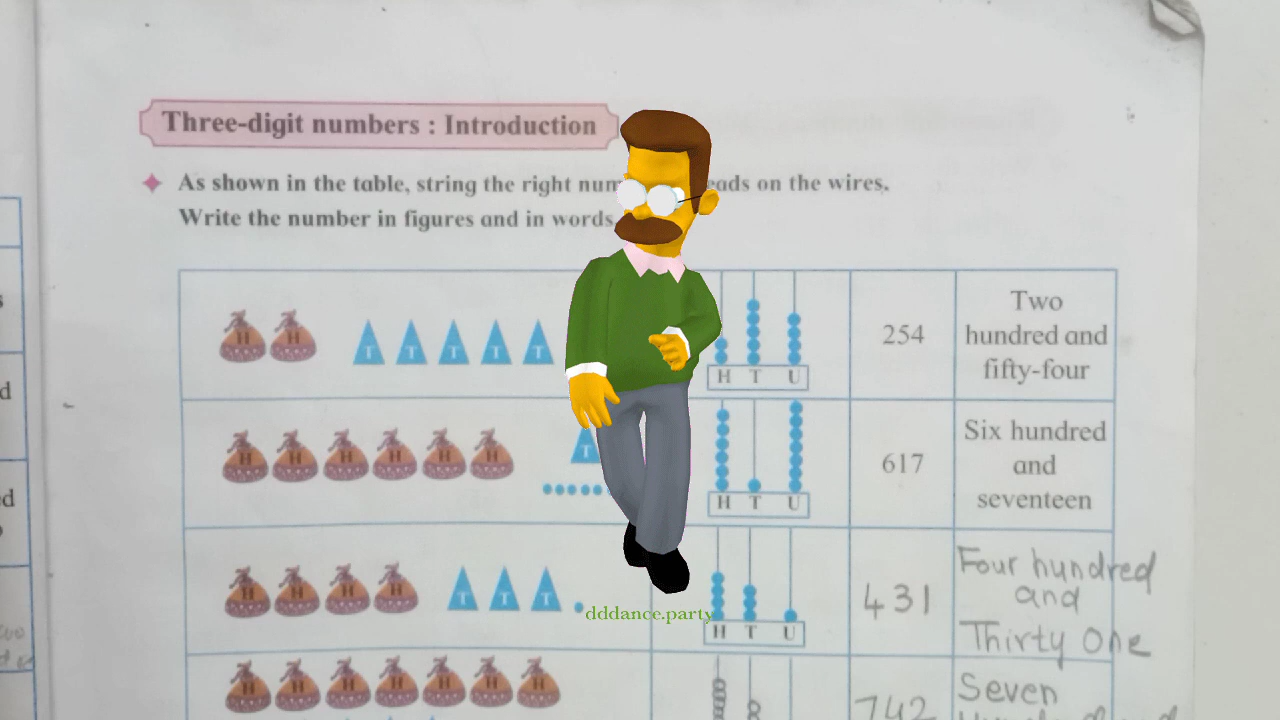 Three-digit numbers : Introduction
As shown in the table, string the right eads on the wires.
Write the number in figures and in words
H H T T T T T H T U 254 Two hundred and fifty-four
H H H H H H T H T U 617 Six hundred and seventeen
H H H H T T T H T U 431 Four hundred and Thirty One
dddance.party
H H H H H H H 742 Seven